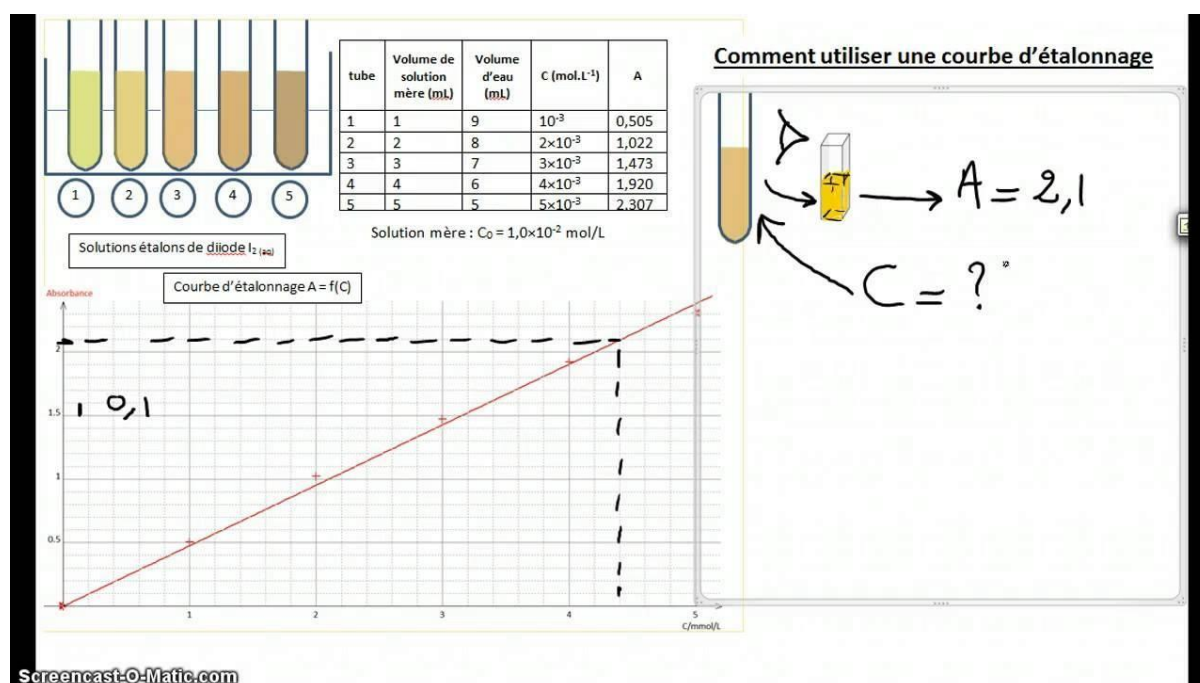 Comment utiliser une courbe d'étalonnage
tube Volume de solution mère (mL) Volume d'eau (mL) C (mol.L-1) A
1 1 9 10-3 0,505
2 2 8 2×10-3 1,022
3 3 7 3×10-3 1,473
4 4 6 4×10-3 1,920
5 5 5 5×10-3 2,307
1 2 3 4 5
Solution mère : C0 = 1,0×10-2 mol/L
Solutions étalons de diiode I2 (aq)
Courbe d'étalonnage A = f(C)
A = 2,1
C = ?
Absorbance
2
1.5
0,1
1
0.5
1 2 3 4 5
C/mmol/L
Screencast-O-Matic.com